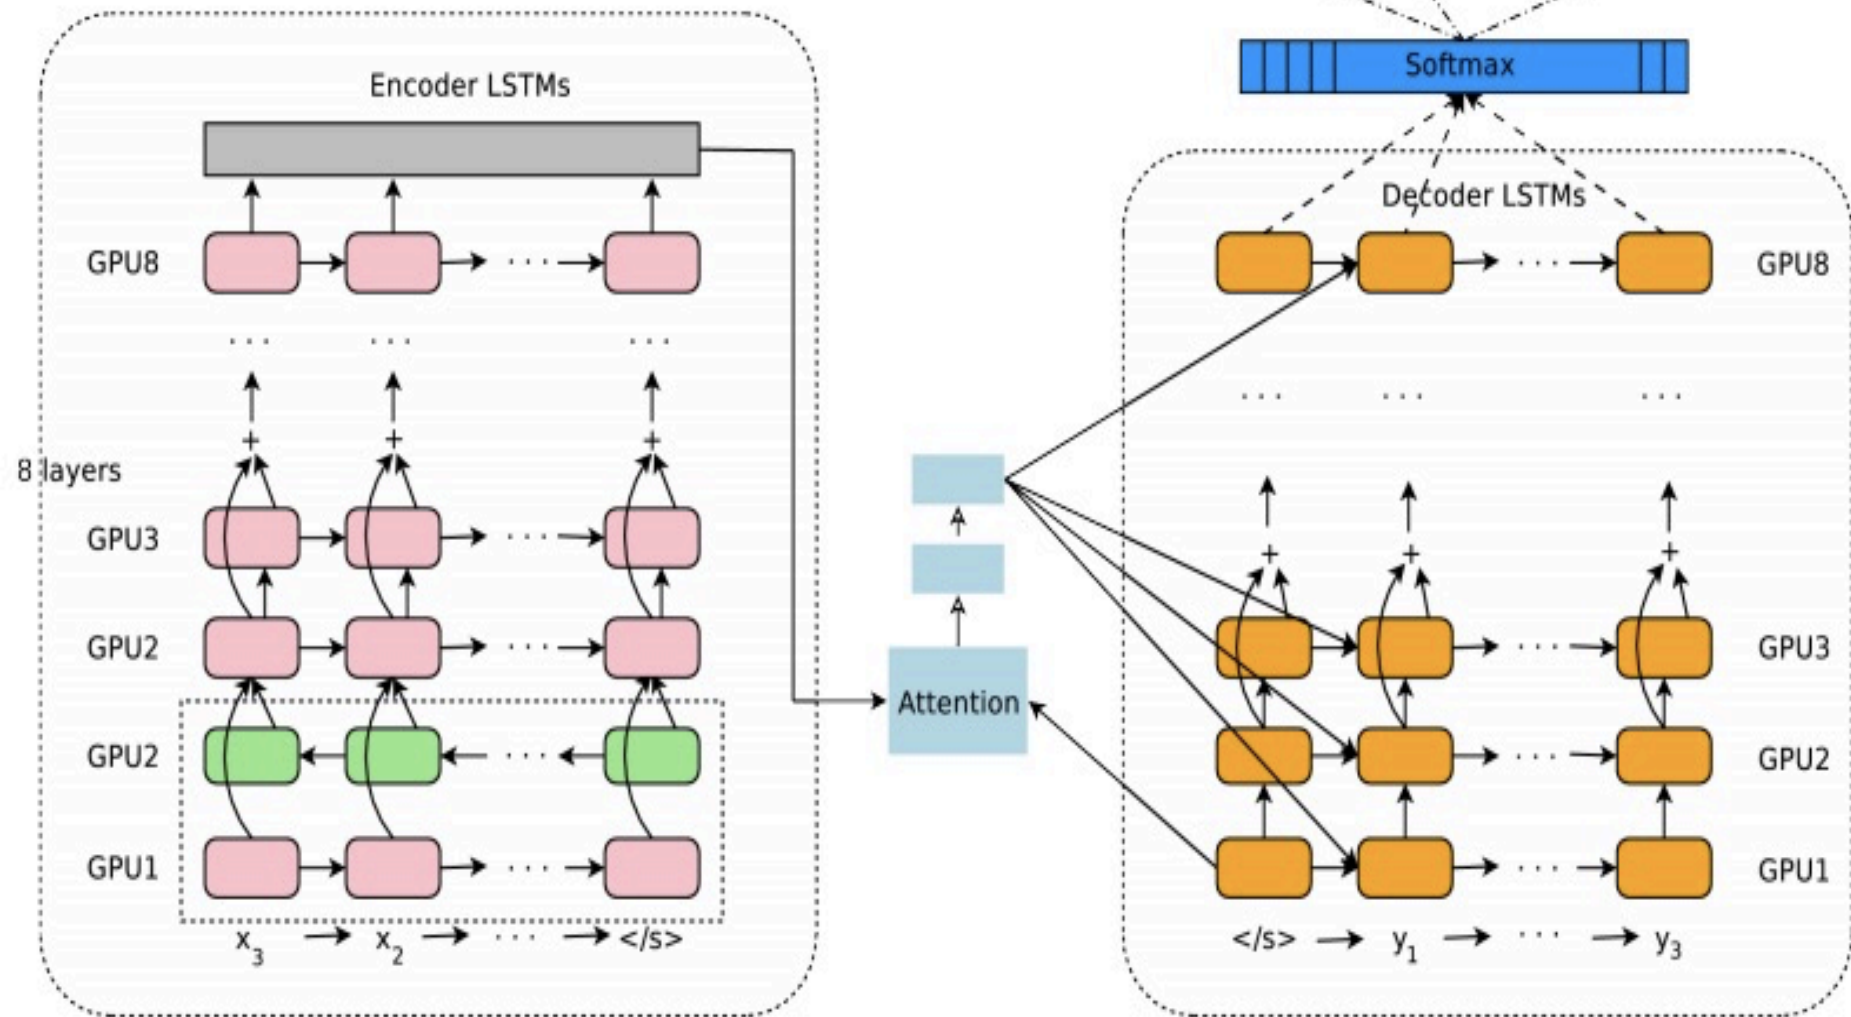 Encoder LSTMs
GPU8
8 layers
GPU3
GPU2
GPU2
GPU1
x3 x2 ... </s>
Attention
Softmax
Decoder LSTMs
GPU8
GPU3
GPU2
GPU1
</s> y1 ... y3